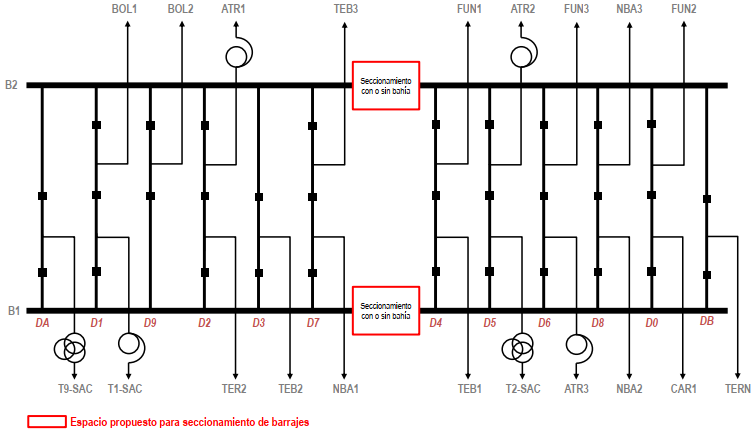 BOL1 BOL2 ATR1 TEB3 FUN1 ATR2 FUN3 NBA3 FUN2
B2
Seccionamiento
con o sin bahía
Seccionamiento
con o sin bahía
B1
DA D1 D9 D2 D3 D7 D4 D5 D6 D8 D0 DB
T9-SAC T1-SAC TER2 TEB2 NBA1 TEB1 T2-SAC ATR3 NBA2 CAR1 TERN
Espacio propuesto para seccionamiento de barrajes